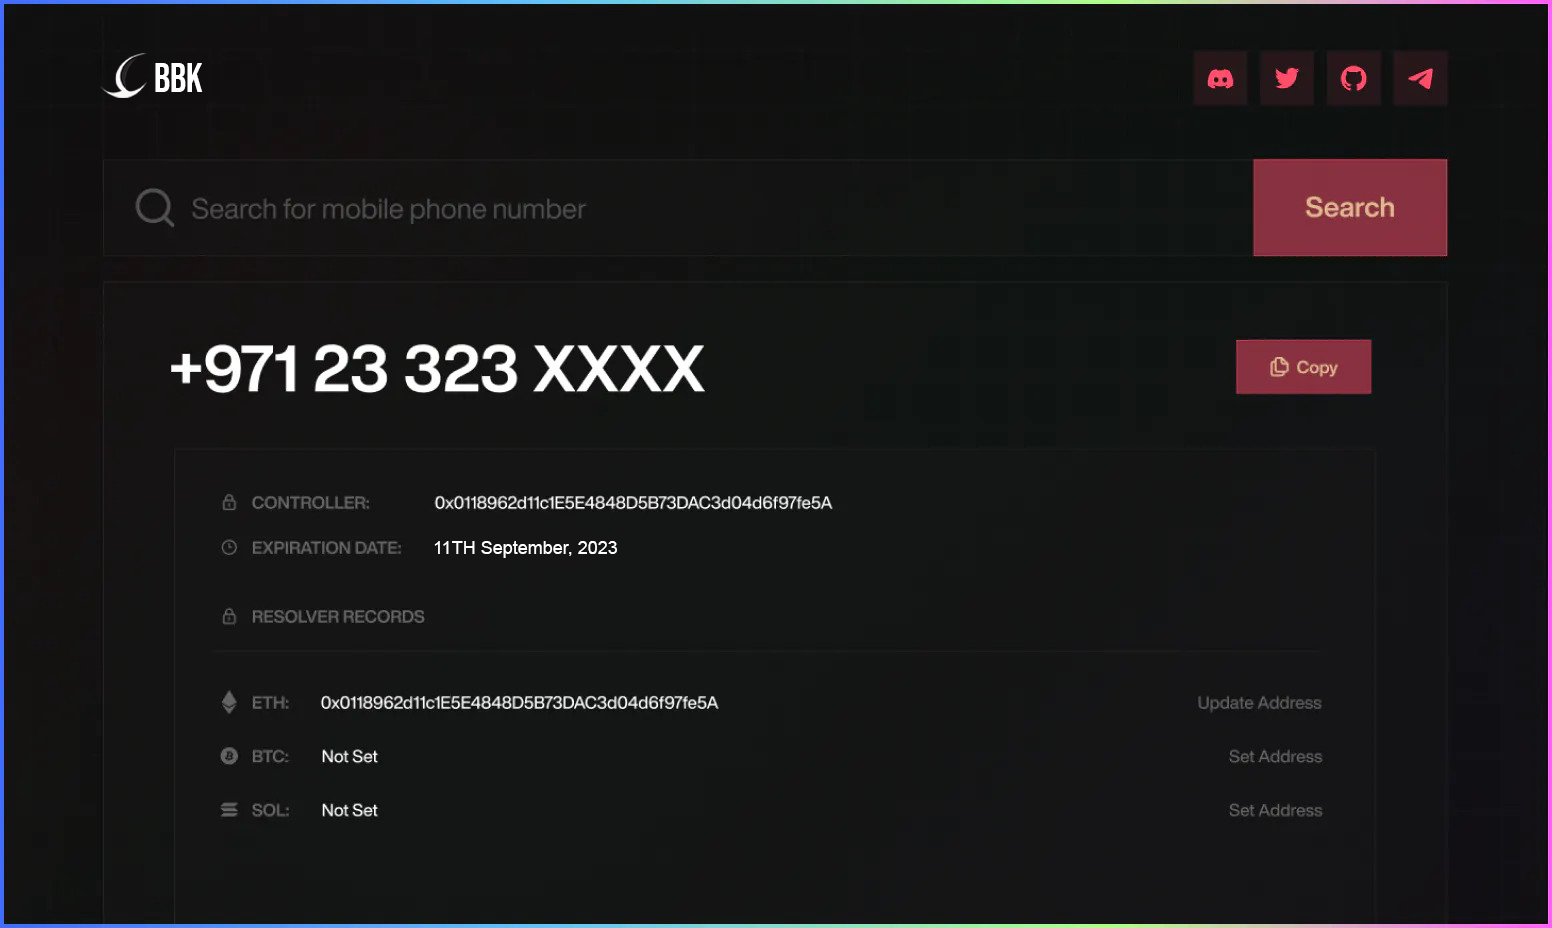 BBK
Search for mobile phone number
Search
+971 23 323 XXXX
Copy
CONTROLLER: 0x0118962d11c1E5E4848D5B73DAC3d04d6f97fe5A
EXPIRATION DATE: 11TH September, 2023
RESOLVER RECORDS
ETH: 0x0118962d11c1E5E4848D5B73DAC3d04d6f97fe5A Update Address
BTC: Not Set Set Address
SOL: Not Set Set Address